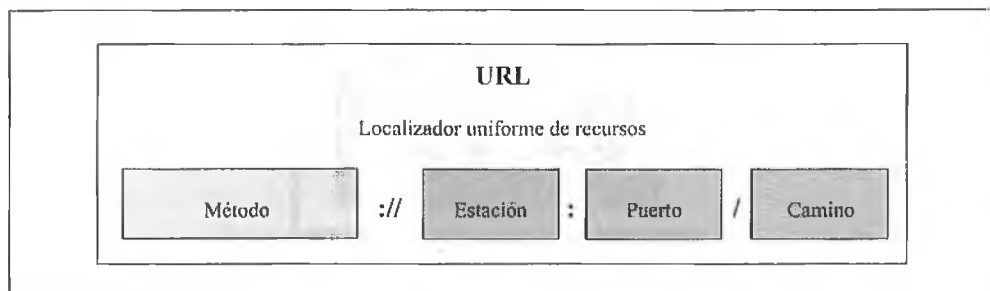 URL
Localizador uniforme de recursos
Método :// Estación : Puerto / Camino